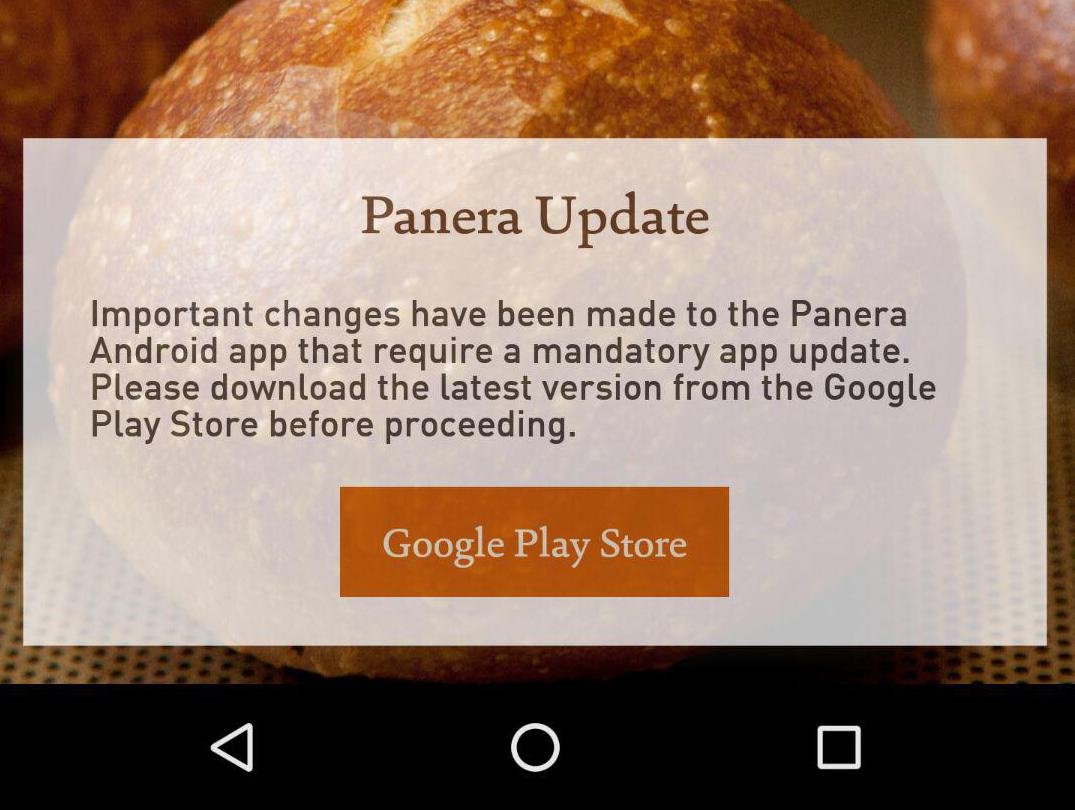 Panera Update
Important changes have been made to the Panera
Android app that require a mandatory app update.
Please download the latest version from the Google
Play Store before proceeding.
Google Play Store